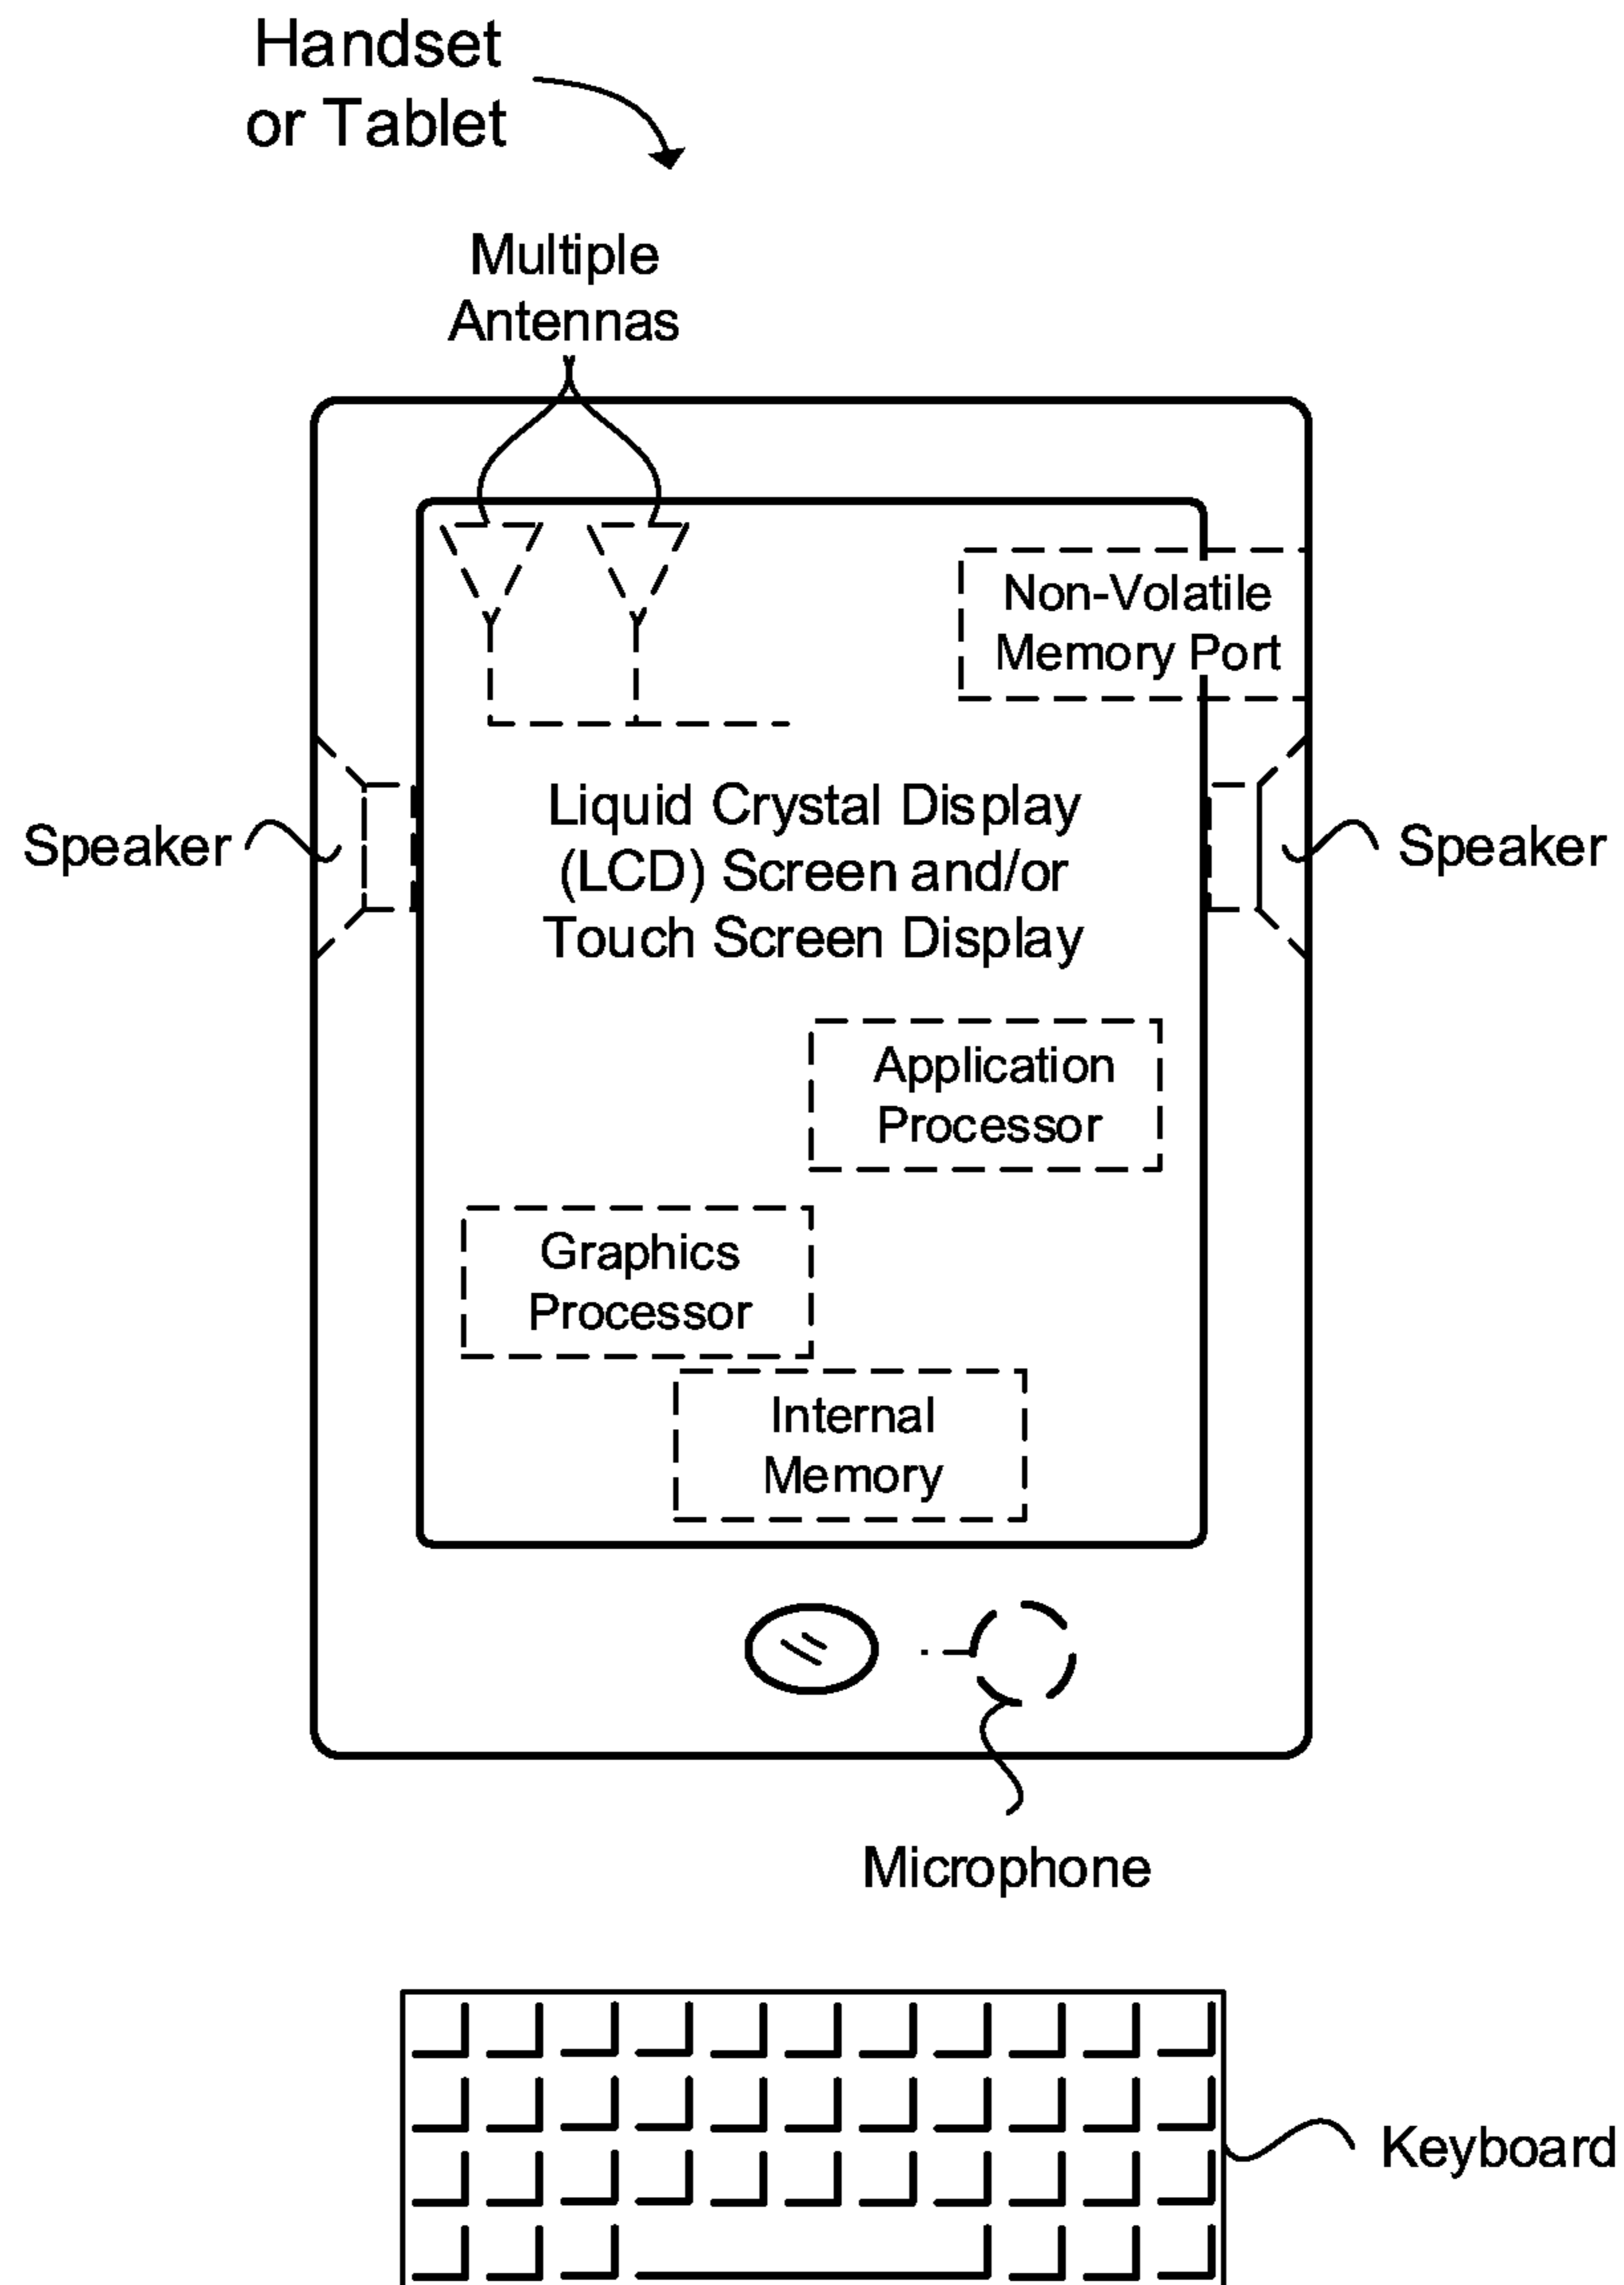 Handset
or Tablet
Multiple
Antennas
Non-Volatile
Memory Port
Speaker
Liquid Crystal Display
(LCD) Screen and/or
Touch Screen Display
Speaker
Application
Processor
Graphics
Processor
Internal
Memory
Microphone
Keyboard